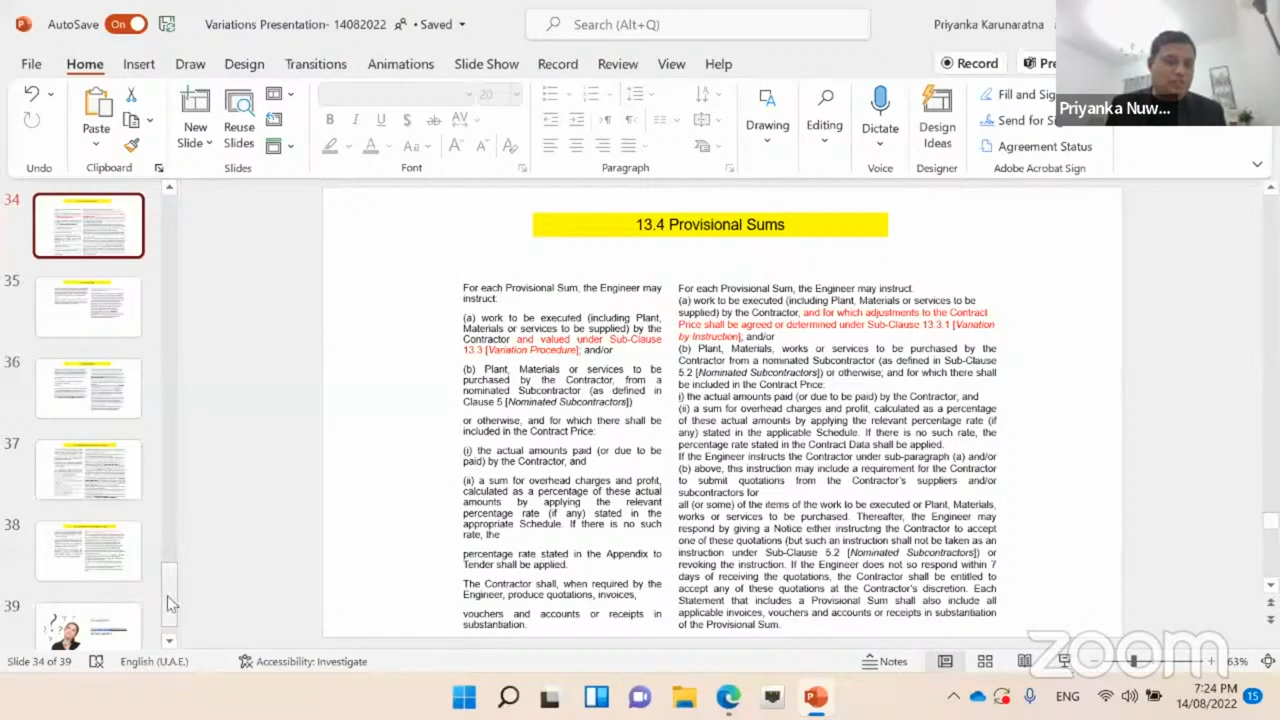 AutoSave On Variations Presentation- 14082022 • Saved Search (Alt+Q) Priyanka Karunaratna
File Home Insert Draw Design Transitions Animations Slide Show Record Review View Help Record Pre
Priyanka Nuw...
Paste New Slide Reuse Slides 20 B I U Aa Drawing Editing Dictate Design Ideas
Fill and Sig
Send for Si
Agreement Status
Undo Clipboard Slides Font Paragraph Voice Designer Adobe Acrobat Sign
34
35
36
37
38
39
13.4 Provisional Sums
For each Provisional Sum, the Engineer may
instruct.
(a) work to be executed (including Plant,
Materials or services to be supplied) by the
Contractor and valued under Sub-Clause
13.3 [Variation Procedure]; and/or
(b) Plant, Materials or services to be
purchased by the Contractor, from a
nominated Subcontractor (as defined in
Clause 5 [Nominated Subcontractors])
or otherwise, and for which there shall be
included in the Contract Price:
(i) the actual amounts paid (or due to be
paid) by the Contractor, and
(ii) a sum for overhead charges and profit,
calculated as a percentage of these actual
amounts by applying the relevant
percentage rate (if any) stated in the
appropriate Schedule. If there is no such
rate, the
percentage rate stated in the Appendix to
Tender shall be applied.
The Contractor shall, when required by the
Engineer, produce quotations, invoices,
vouchers and accounts or receipts in
substantiation.
For each Provisional Sum, the Engineer may instruct.
(a) work to be executed (including Plant, Materials or services to be
supplied) by the Contractor, and for which adjustments to the Contract
Price shall be agreed or determined under Sub-Clause 13.3.1 [Variation
by Instruction]; and/or
(b) Plant, Materials, works or services to be purchased by the
Contractor from a nominated Subcontractor (as defined in Sub-Clause
5.2 [Nominated Subcontractors]) or otherwise; and for which there shall
be included in the Contract Price:
i) the actual amounts paid (or due to be paid) by the Contractor, and
(ii) a sum for overhead charges and profit, calculated as a percentage
of these actual amounts by applying the relevant percentage rate (if
any) stated in the applicable Schedule. If there is no such rate, the
percentage rate stated in the Contract Data shall be applied.
If the Engineer instructs the Contractor under sub-paragraph (a) and/or
(b) above, this instruction may include a requirement for the Contractor
to submit quotations from the Contractor's suppliers and/or
subcontractors for
all (or some) of the items of the work to be executed or Plant, Materials,
works or services to be purchased. Thereafter, the Engineer may
respond by giving a Notice either instructing the Contractor to accept
one of these quotations (but such an instruction shall not be taken as an
instruction under Sub-Clause 5.2 [Nominated Subcontractors]) or
revoking the instruction. If the Engineer does not so respond within 7
days of receiving the quotations, the Contractor shall be entitled to
accept any of these quotations at the Contractor's discretion. Each
Statement that includes a Provisional Sum shall also include all
applicable invoices, vouchers and accounts or receipts in substantiation
of the Provisional Sum.
zoom
Slide 34 of 39 English (U.A.E.) Accessibility: Investigate Notes 63%
ENG 7:24 PM 15
14/08/2022